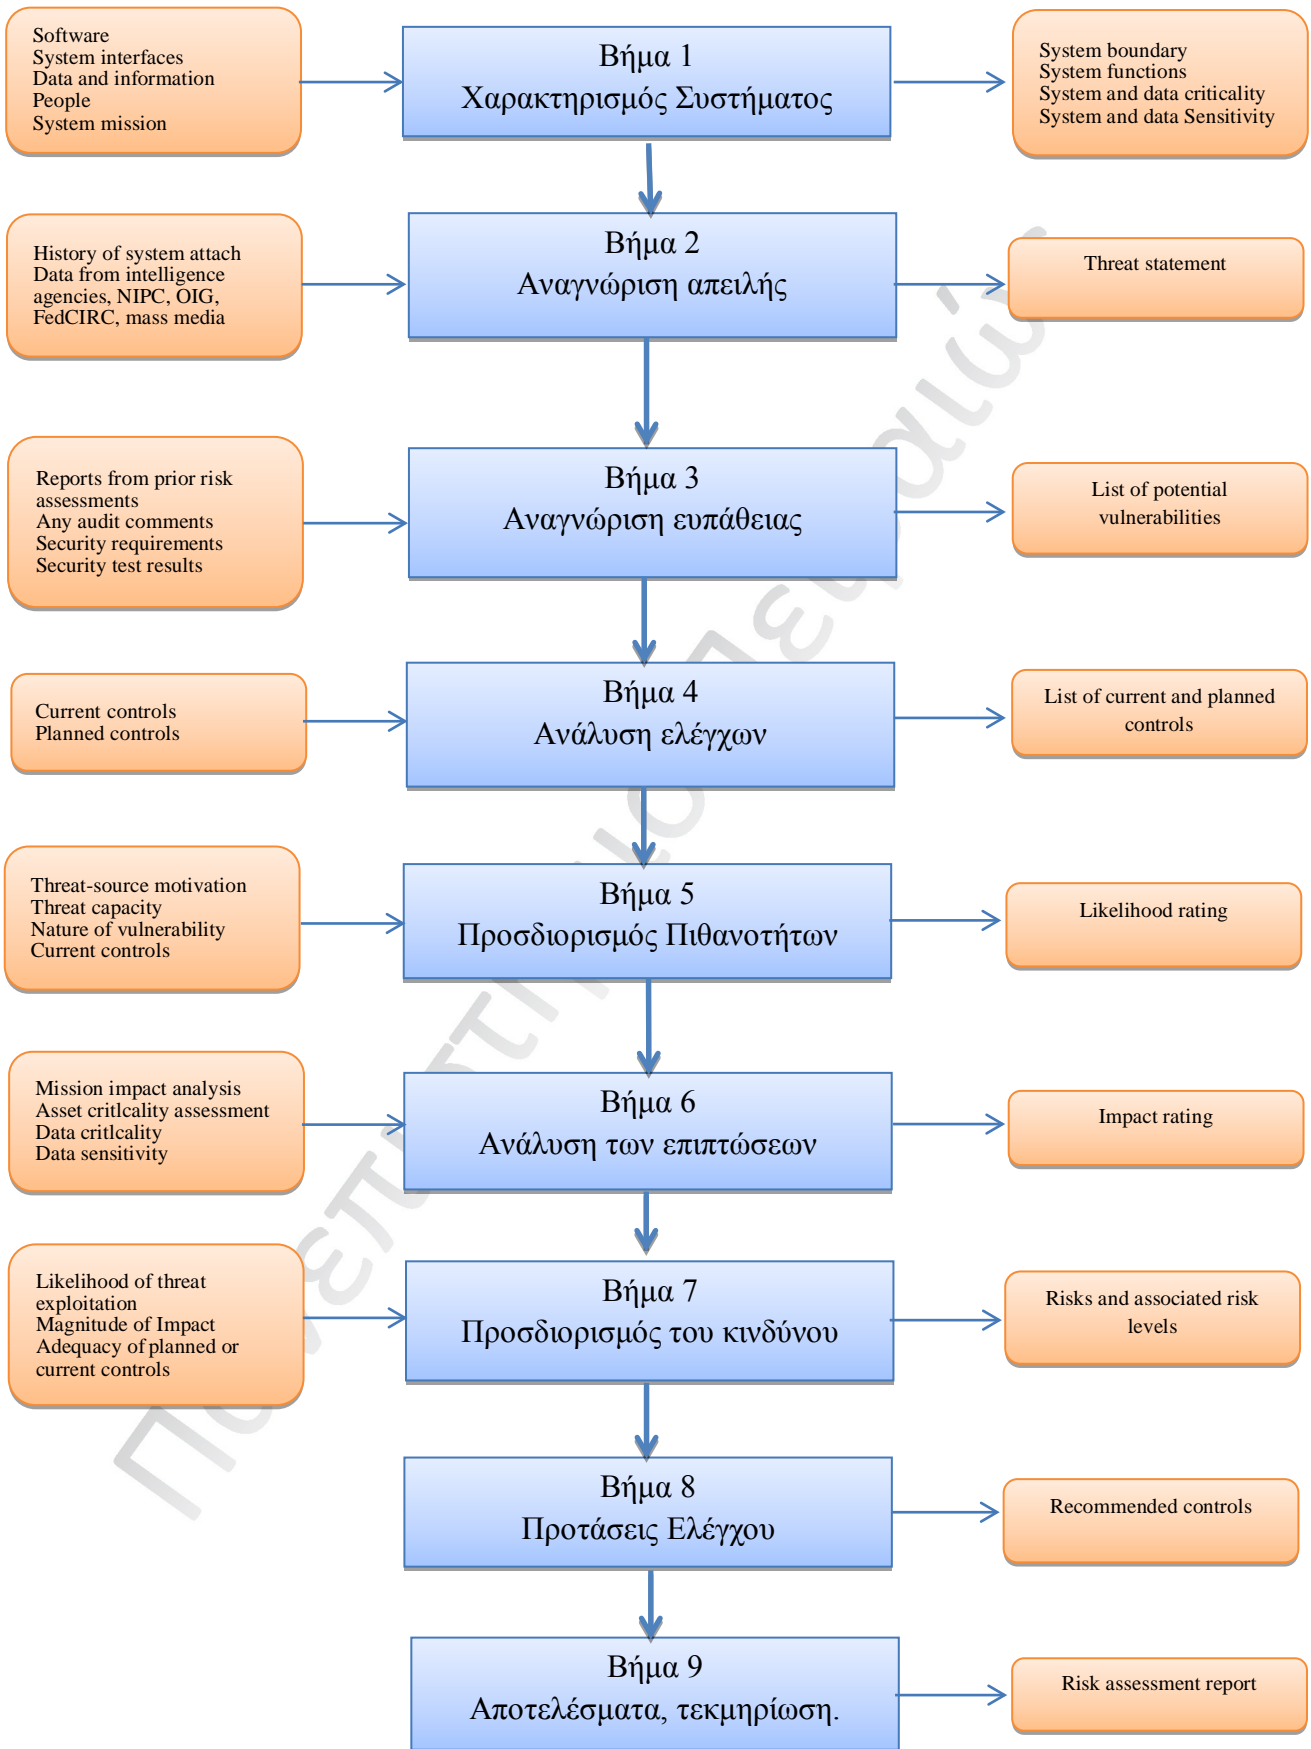 Software
System interfaces
Data and information
People
System mission
Βήμα 1
Χαρακτηρισμός Συστήματος
System boundary
System functions
System and data criticality
System and data Sensitivity
History of system attach
Data from intelligence
agencies, NIPC, OIG,
FedCIRC, mass media
Βήμα 2
Αναγνώριση απειλής
Threat statement
Reports from prior risk
assessments
Any audit comments
Security requirements
Security test results
Βήμα 3
Αναγνώριση ευπάθειας
List of potential
vulnerabilities
Current controls
Planned controls
Βήμα 4
Ανάλυση ελέγχων
List of current and planned
controls
Threat-source motivation
Threat capacity
Nature of vulnerability
Current controls
Βήμα 5
Προσδιορισμός Πιθανοτήτων
Likelihood rating
Mission impact analysis
Asset critlcality assessment
Data critlcality
Data sensitivity
Βήμα 6
Ανάλυση των επιπτώσεων
Impact rating
Likelihood of threat
exploitation
Magnitude of Impact
Adequacy of planned or
current controls
Βήμα 7
Προσδιορισμός του κινδύνου
Risks and associated risk
levels
Βήμα 8
Προτάσεις Ελέγχου
Recommended controls
Βήμα 9
Αποτελέσματα, τεκμηρίωση.
Risk assessment report
Πανεπιστήμιο Πειραιώς